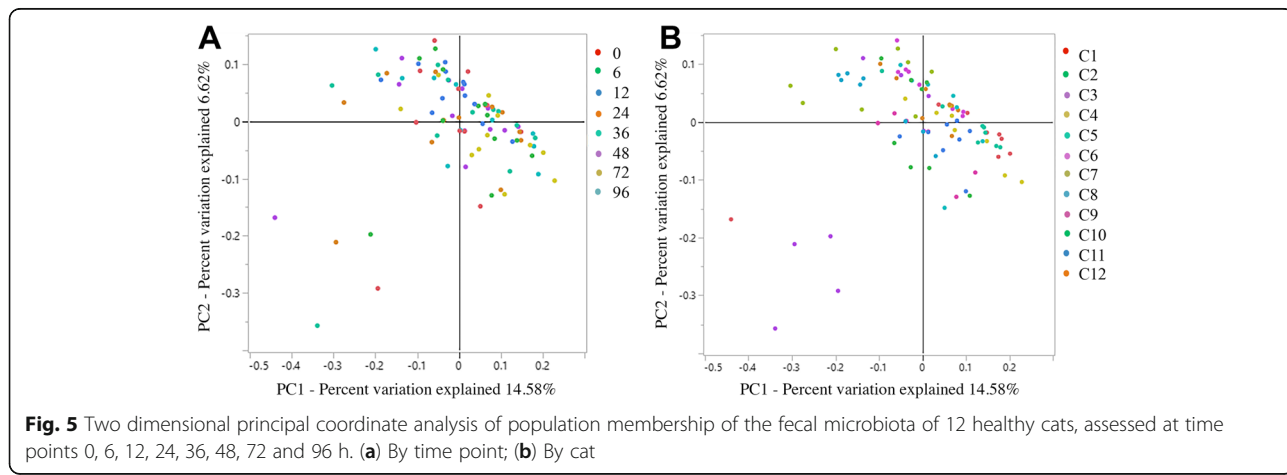 A
PC2 - Percent variation explained 6.62%
0.1
0
-0.1
-0.2
-0.3
-0.5 -0.4 -0.3 -0.2 -0.1 0 0.1 0.2
PC1 - Percent variation explained 14.58%
0
6
12
24
36
48
72
96
B
PC2 - Percent variation explained 6.62%
0.1
0
-0.1
-0.2
-0.3
-0.5 -0.4 -0.3 -0.2 -0.1 0 0.1 0.2
PC1 - Percent variation explained 14.58%
C1
C2
C3
C4
C5
C6
C7
C8
C9
C10
C11
C12
Fig. 5 Two dimensional principal coordinate analysis of population membership of the fecal microbiota of 12 healthy cats, assessed at time
points 0, 6, 12, 24, 36, 48, 72 and 96 h. (a) By time point; (b) By cat